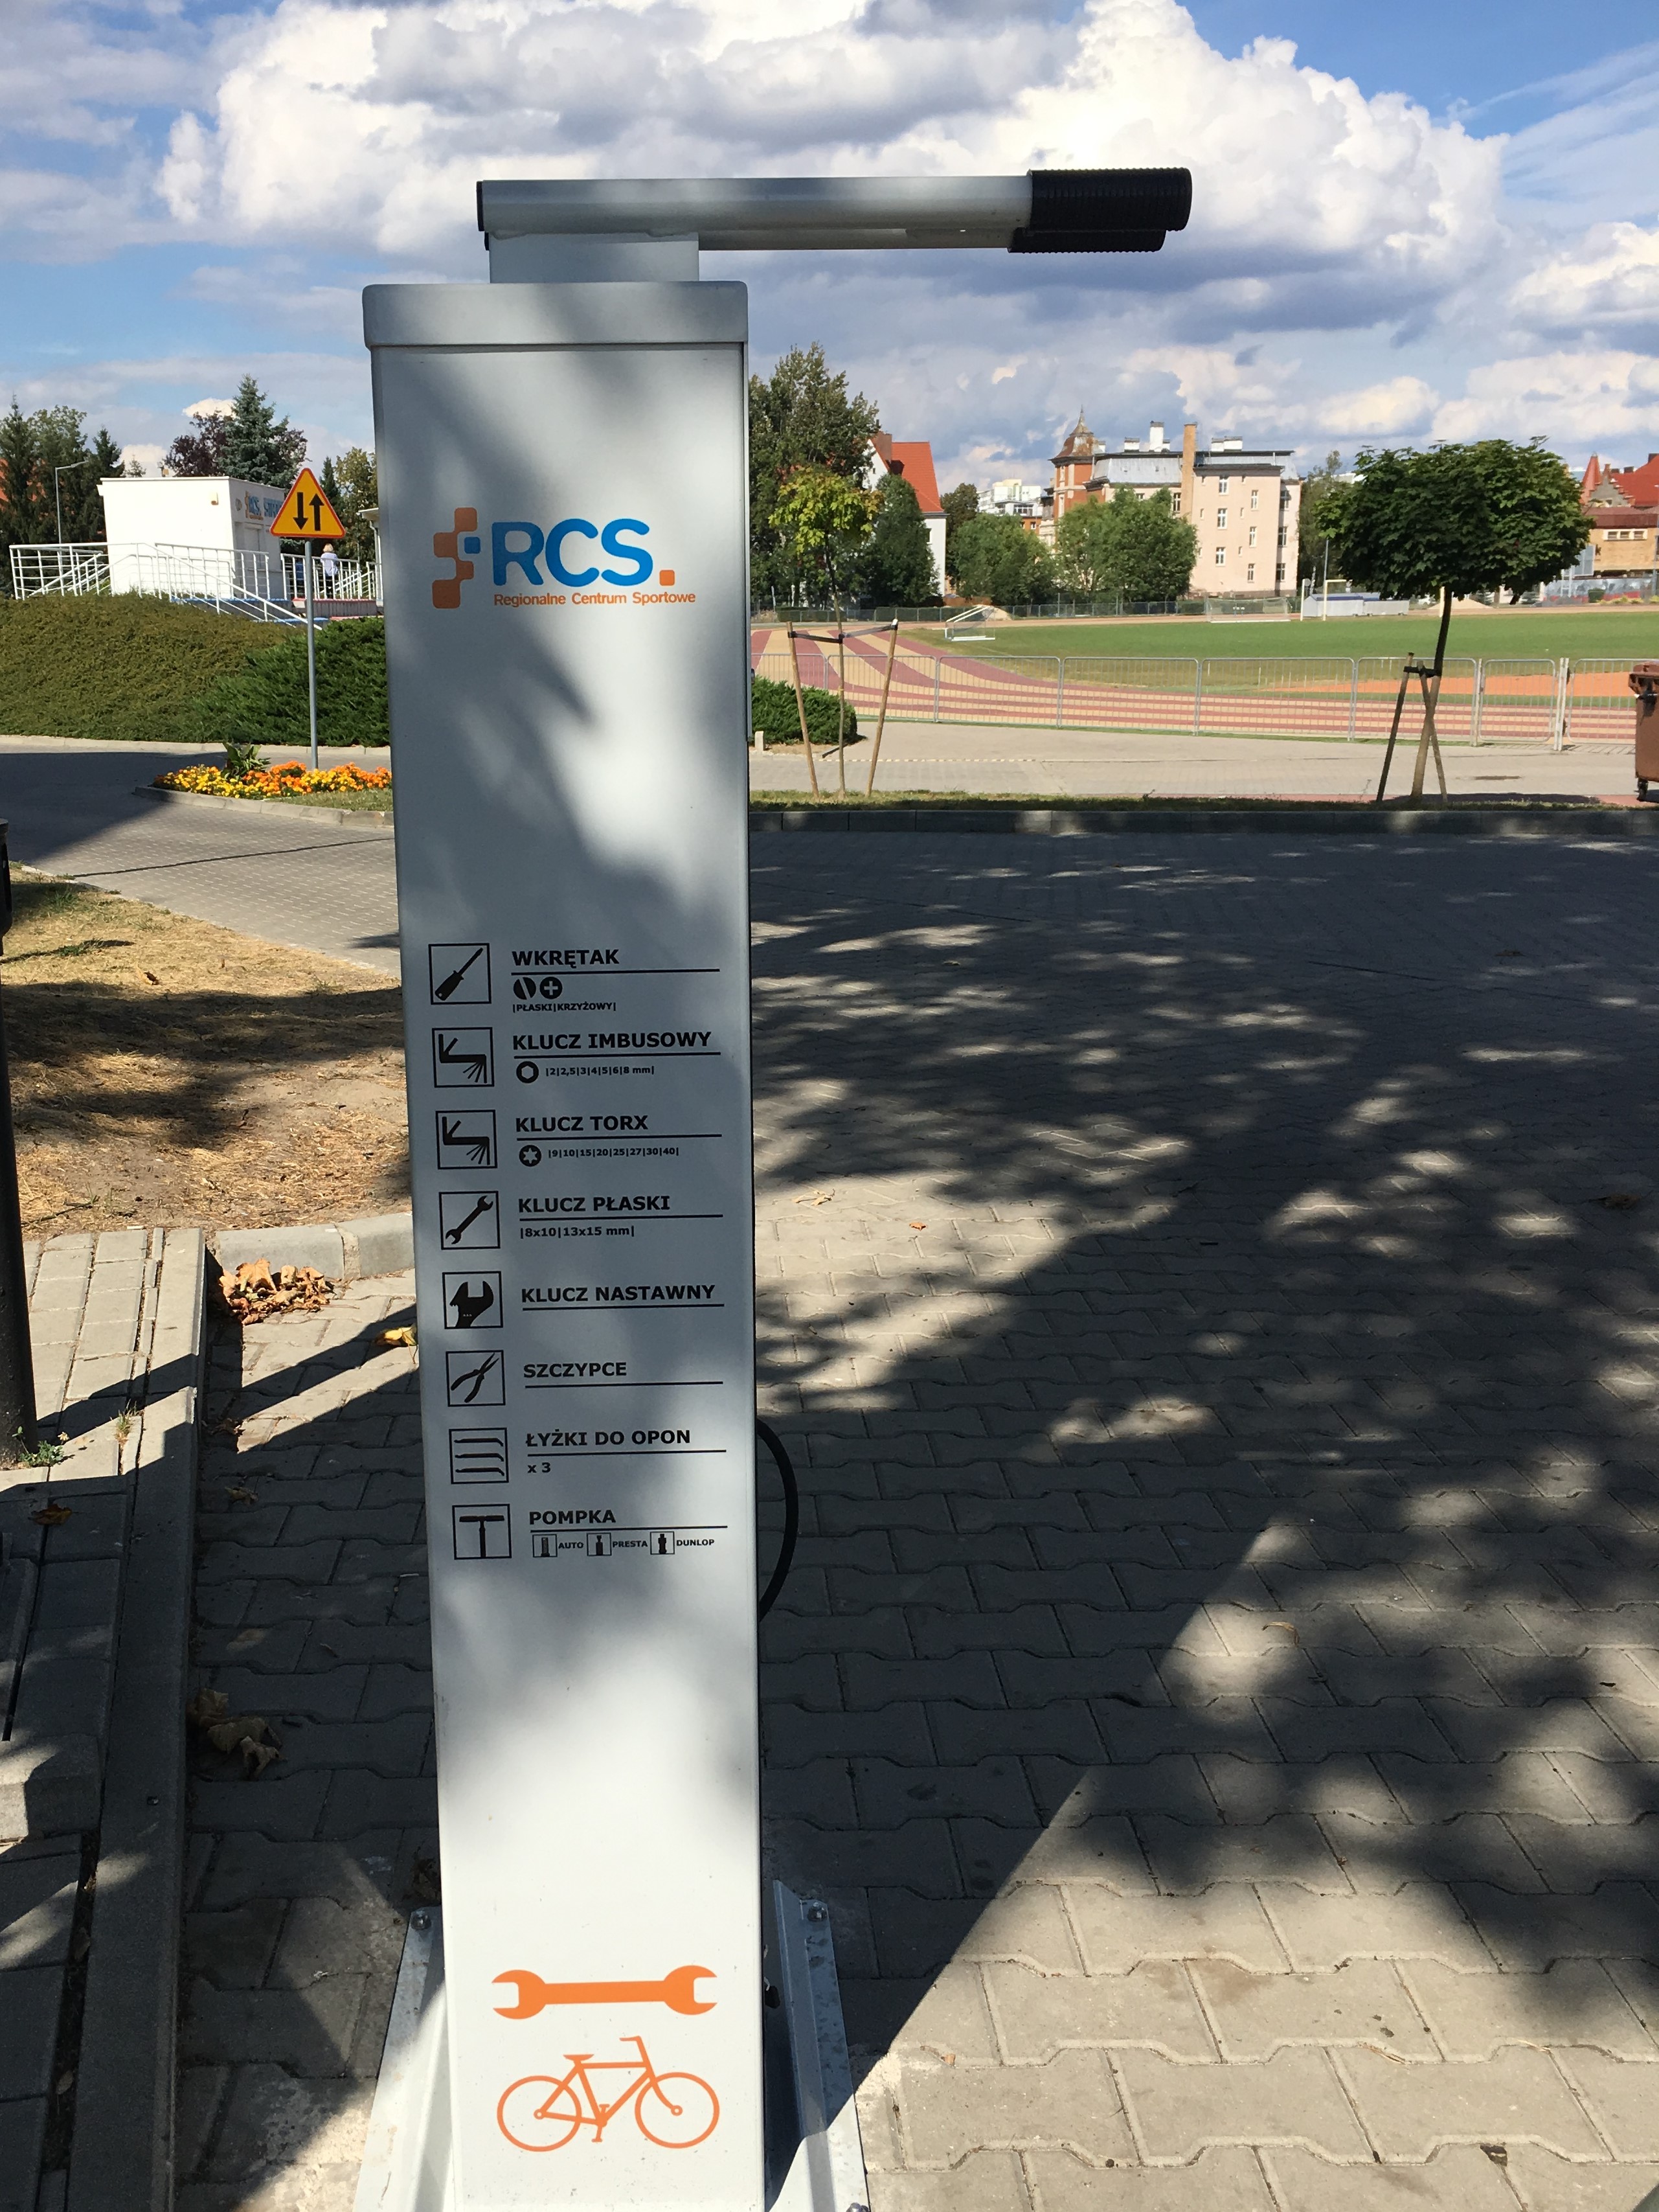 RCS.
Regionalne Centrum Sportowe
WKRĘTAK
|PŁASKI|KRZYŻOWY|
KLUCZ IMBUSOWY
|2|2,5|3|4|5|6|8 mm|
KLUCZ TORX
|9|10|15|20|25|27|30|40|
KLUCZ PŁASKI
|8x10|13x15 mm|
KLUCZ NASTAWNY
SZCZYPCE
ŁYŻKI DO OPON
x 3
POMPKA
AUTO PRESTA DUNLOP